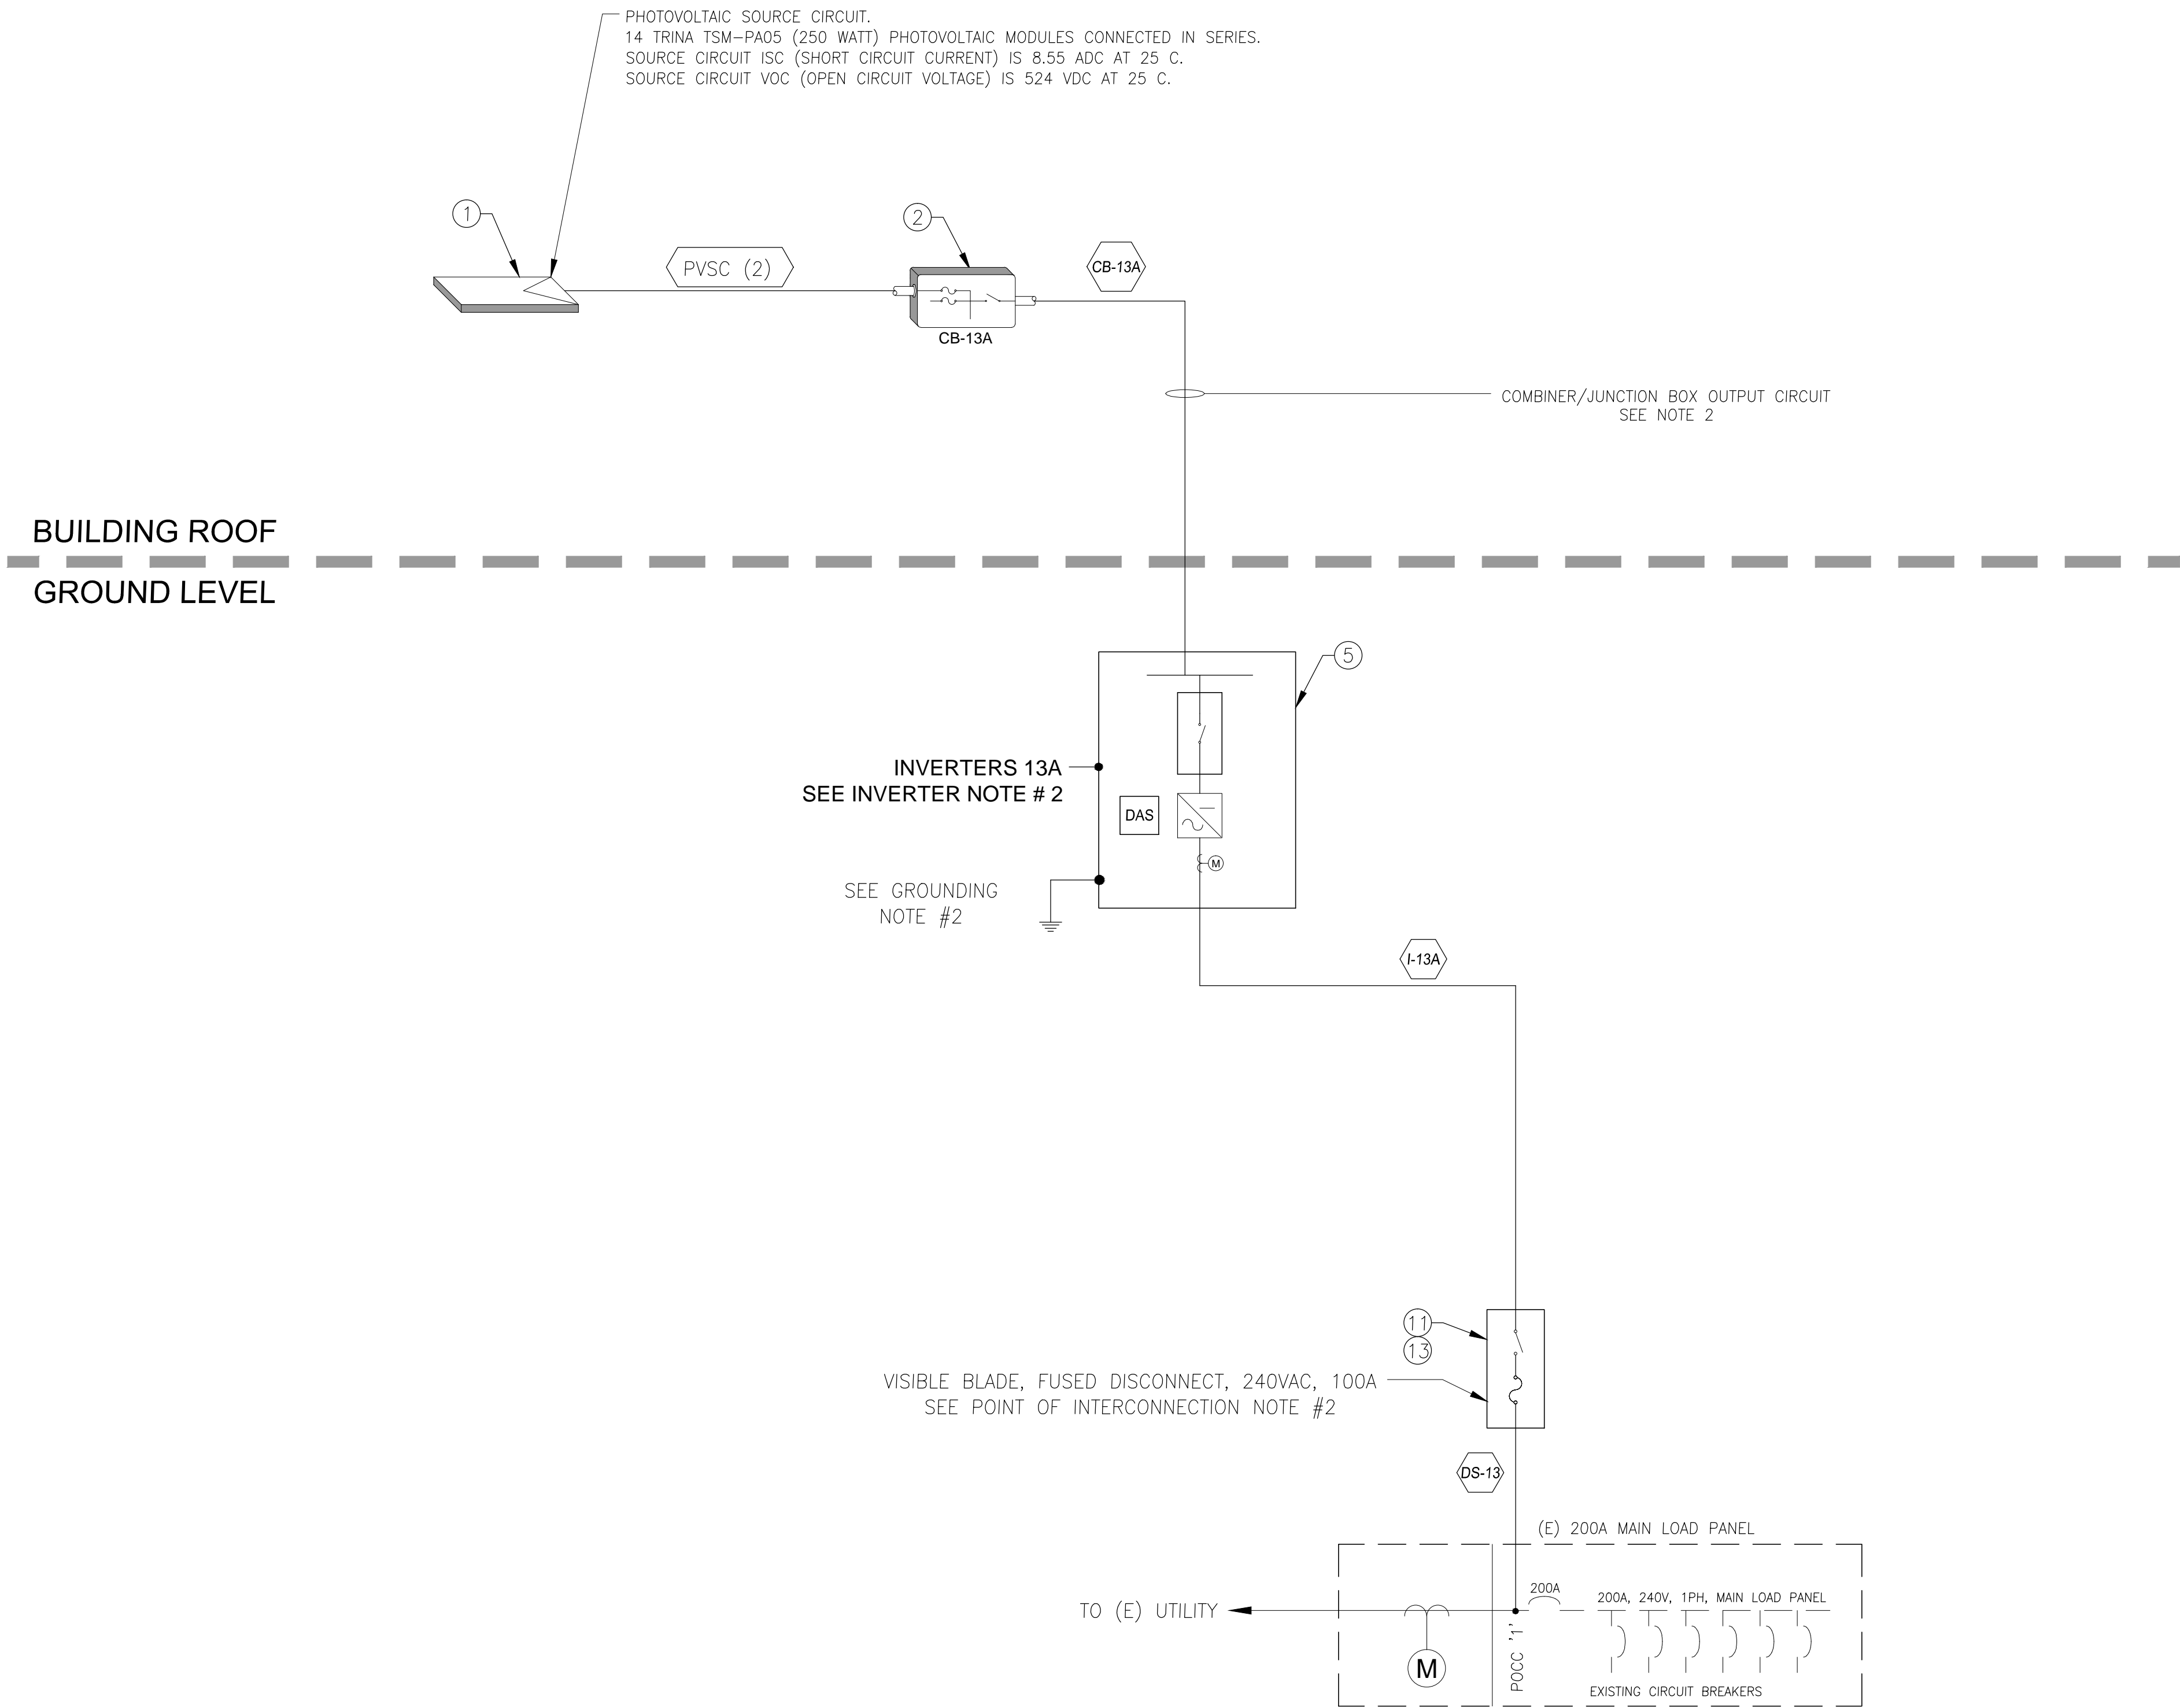 PHOTOVOLTAIC SOURCE CIRCUIT.
14 TRINA TSM-PA05 (250 WATT) PHOTOVOLTAIC MODULES CONNECTED IN SERIES.
SOURCE CIRCUIT ISC (SHORT CIRCUIT CURRENT) IS 8.55 ADC AT 25 C.
SOURCE CIRCUIT VOC (OPEN CIRCUIT VOLTAGE) IS 524 VDC AT 25 C.
1
PVSC (2)
2
CB-13A
CB-13A
COMBINER/JUNCTION BOX OUTPUT CIRCUIT
SEE NOTE 2
BUILDING ROOF
GROUND LEVEL
5
INVERTERS 13A
SEE INVERTER NOTE # 2
DAS
M
SEE GROUNDING
NOTE #2
I-13A
11
13
VISIBLE BLADE, FUSED DISCONNECT, 240VAC, 100A
SEE POINT OF INTERCONNECTION NOTE #2
DS-13
(E) 200A MAIN LOAD PANEL
200A
200A, 240V, 1PH, MAIN LOAD PANEL
TO (E) UTILITY
M
POCC '1'
EXISTING CIRCUIT BREAKERS